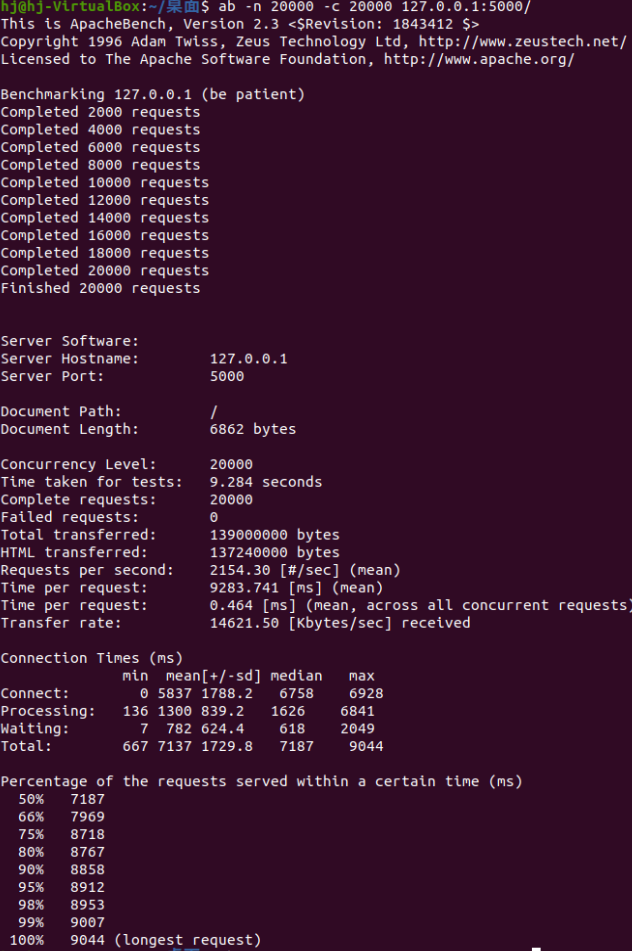 hj@hj-VirtualBox:~/桌面$ ab -n 20000 -c 20000 127.0.0.1:5000/
This is ApacheBench, Version 2.3 <$Revision: 1843412 $>
Copyright 1996 Adam Twiss, Zeus Technology Ltd, http://www.zeustech.net/
Licensed to The Apache Software Foundation, http://www.apache.org/

Benchmarking 127.0.0.1 (be patient)
Completed 2000 requests
Completed 4000 requests
Completed 6000 requests
Completed 8000 requests
Completed 10000 requests
Completed 12000 requests
Completed 14000 requests
Completed 16000 requests
Completed 18000 requests
Completed 20000 requests
Finished 20000 requests

Server Software:
Server Hostname:        127.0.0.1
Server Port:            5000

Document Path:          /
Document Length:        6862 bytes

Concurrency Level:      20000
Time taken for tests:   9.284 seconds
Complete requests:      20000
Failed requests:        0
Total transferred:      139000000 bytes
HTML transferred:       137240000 bytes
Requests per second:    2154.30 [#/sec] (mean)
Time per request:       9283.741 [ms] (mean)
Time per request:       0.464 [ms] (mean, across all concurrent requests)
Transfer rate:          14621.50 [Kbytes/sec] received

Connection Times (ms)
              min  mean[+/-sd] median   max
Connect:        0 5837 1788.2   6758    6928
Processing:   136 1300 839.2   1626    6841
Waiting:        7  782 624.4    618    2049
Total:        667 7137 1729.8   7187    9044

Percentage of the requests served within a certain time (ms)
  50%   7187
  66%   7969
  75%   8718
  80%   8767
  90%   8858
  95%   8912
  98%   8953
  99%   9007
 100%   9044 (longest request)